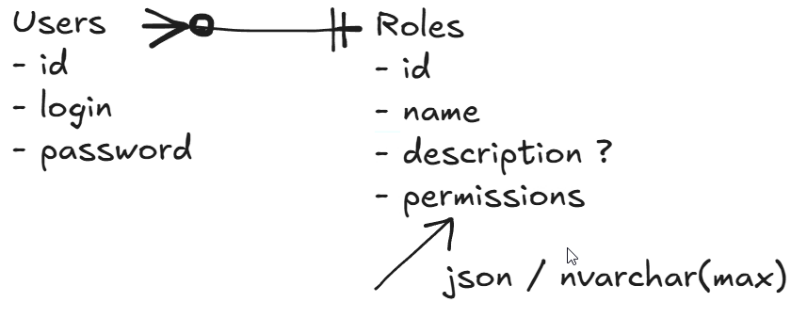 Users
- id
- login
- password
Roles
- id
- name
- description ?
- permissions
json / nvarchar(max)